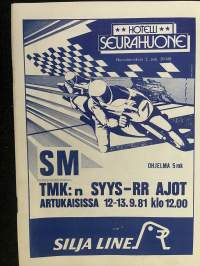 HOTELLI
SEURAHUONE
SM
OHJELMA 5 mk
TMK:n SYYS-RR AJOT
ARTUKAISISSA 12-13.9.81 klo 12.00
SILJA LINE